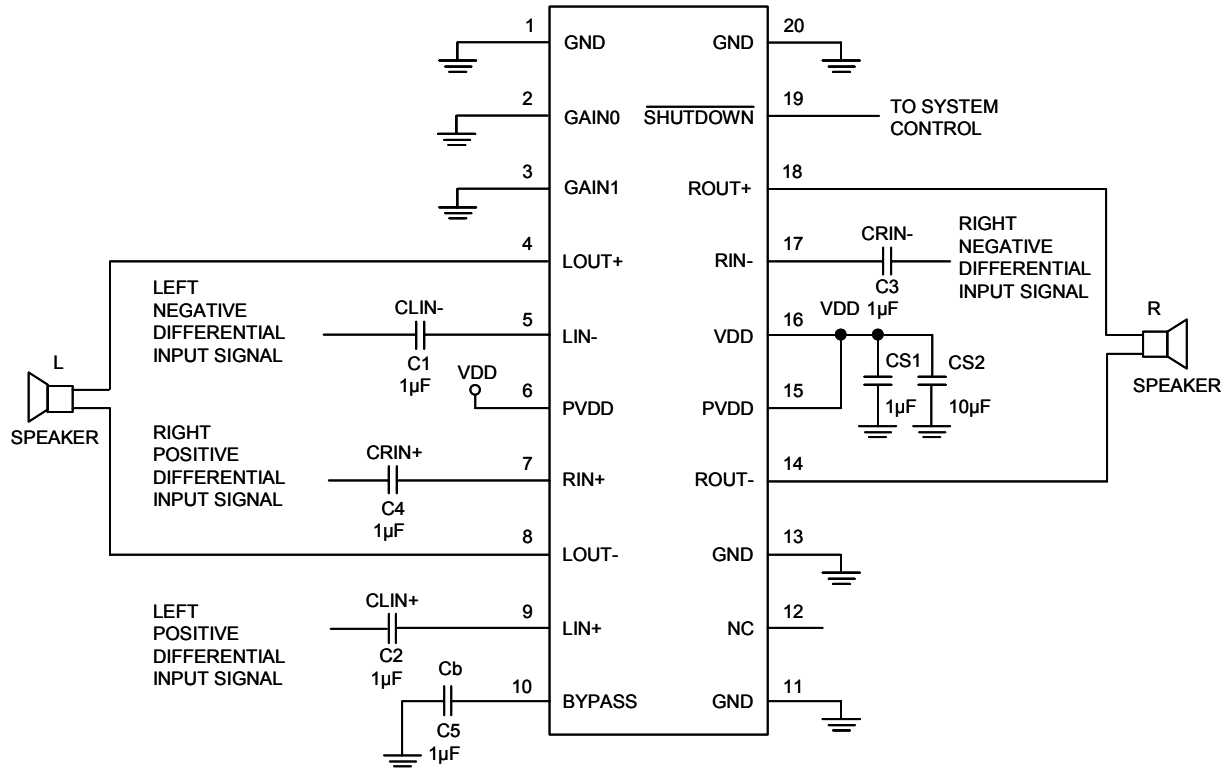 1
GND
GND
20
2
GAIN0
SHUTDOWN
19
TO SYSTEM
CONTROL
3
GAIN1
ROUT+
18
4
LOUT+
RIN-
17
CRIN-
C3
1µF
RIGHT
NEGATIVE
DIFFERENTIAL
INPUT SIGNAL
LEFT
NEGATIVE
DIFFERENTIAL
INPUT SIGNAL
CLIN-
C1
1µF
5
LIN-
VDD
16
VDD
CS1
1µF
CS2
10µF
R
SPEAKER
L
SPEAKER
VDD
6
PVDD
PVDD
15
RIGHT
POSITIVE
DIFFERENTIAL
INPUT SIGNAL
CRIN+
C4
1µF
7
RIN+
ROUT-
14
8
LOUT-
GND
13
LEFT
POSITIVE
DIFFERENTIAL
INPUT SIGNAL
CLIN+
C2
1µF
9
LIN+
NC
12
Cb
C5
1µF
10
BYPASS
GND
11